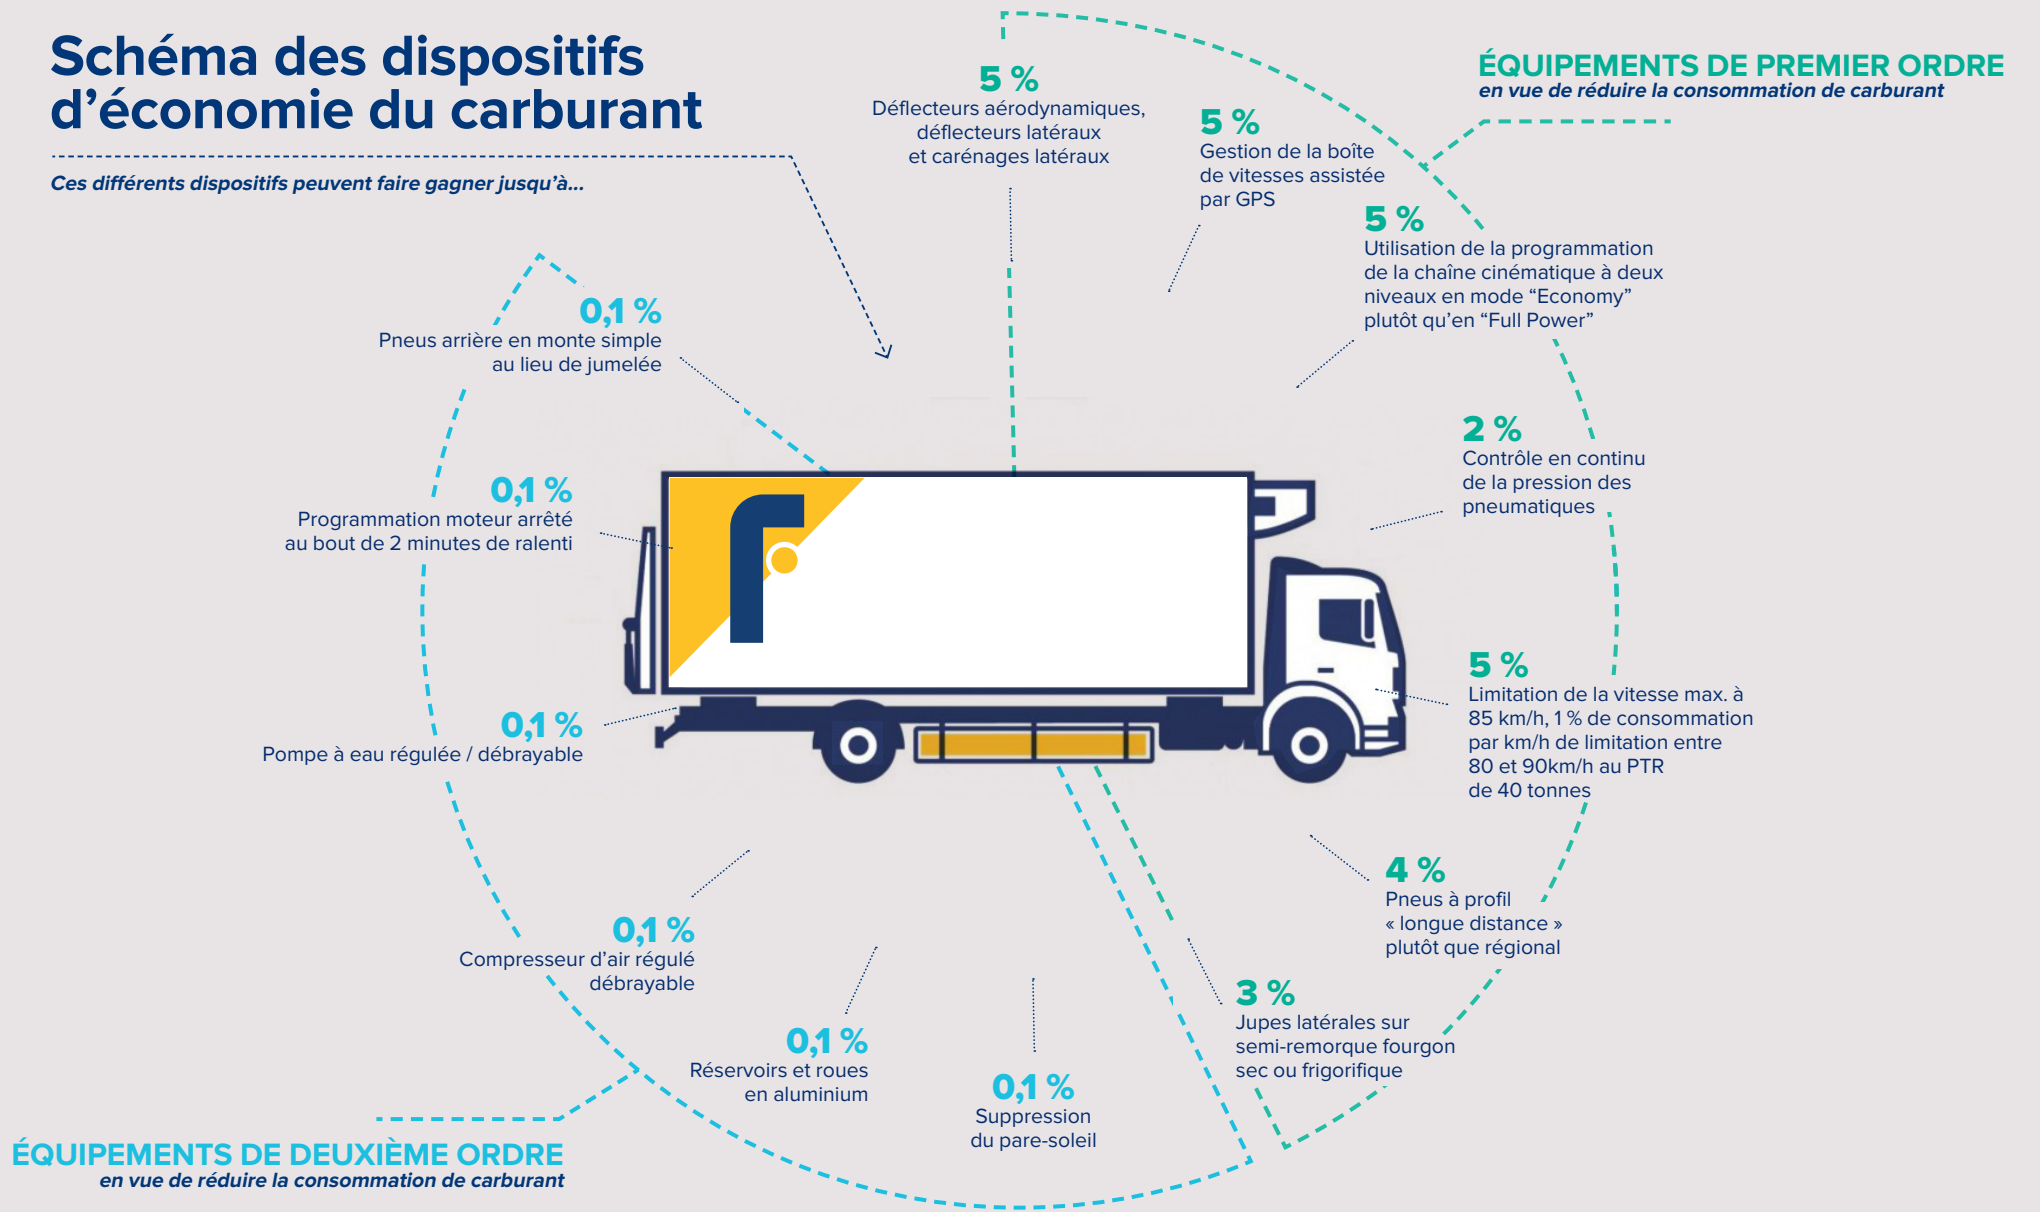 Schéma des dispositifs
d’économie du carburant
Ces différents dispositifs peuvent faire gagner jusqu’à...
ÉQUIPEMENTS DE PREMIER ORDRE
en vue de réduire la consommation de carburant
5 %
Déflecteurs aérodynamiques,
déflecteurs latéraux
et carénages latéraux
5 %
Gestion de la boîte
de vitesses assistée
par GPS
5 %
Utilisation de la programmation
de la chaîne cinématique à deux
niveaux en mode “Economy”
plutôt qu’en “Full Power”
2 %
Contrôle en continu
de la pression des
pneumatiques
5 %
Limitation de la vitesse max. à
85 km/h, 1 % de consommation
par km/h de limitation entre
80 et 90km/h au PTR
de 40 tonnes
4 %
Pneus à profil
« longue distance »
plutôt que régional
3 %
Jupes latérales sur
semi-remorque fourgon
sec ou frigorifique
0,1 %
Suppression
du pare-soleil
0,1 %
Réservoirs et roues
en aluminium
0,1 %
Compresseur d’air régulé
débrayable
0,1 %
Pompe à eau régulée / débrayable
0,1 %
Programmation moteur arrêté
au bout de 2 minutes de ralenti
0,1 %
Pneus arrière en monte simple
au lieu de jumelée
ÉQUIPEMENTS DE DEUXIÈME ORDRE
en vue de réduire la consommation de carburant